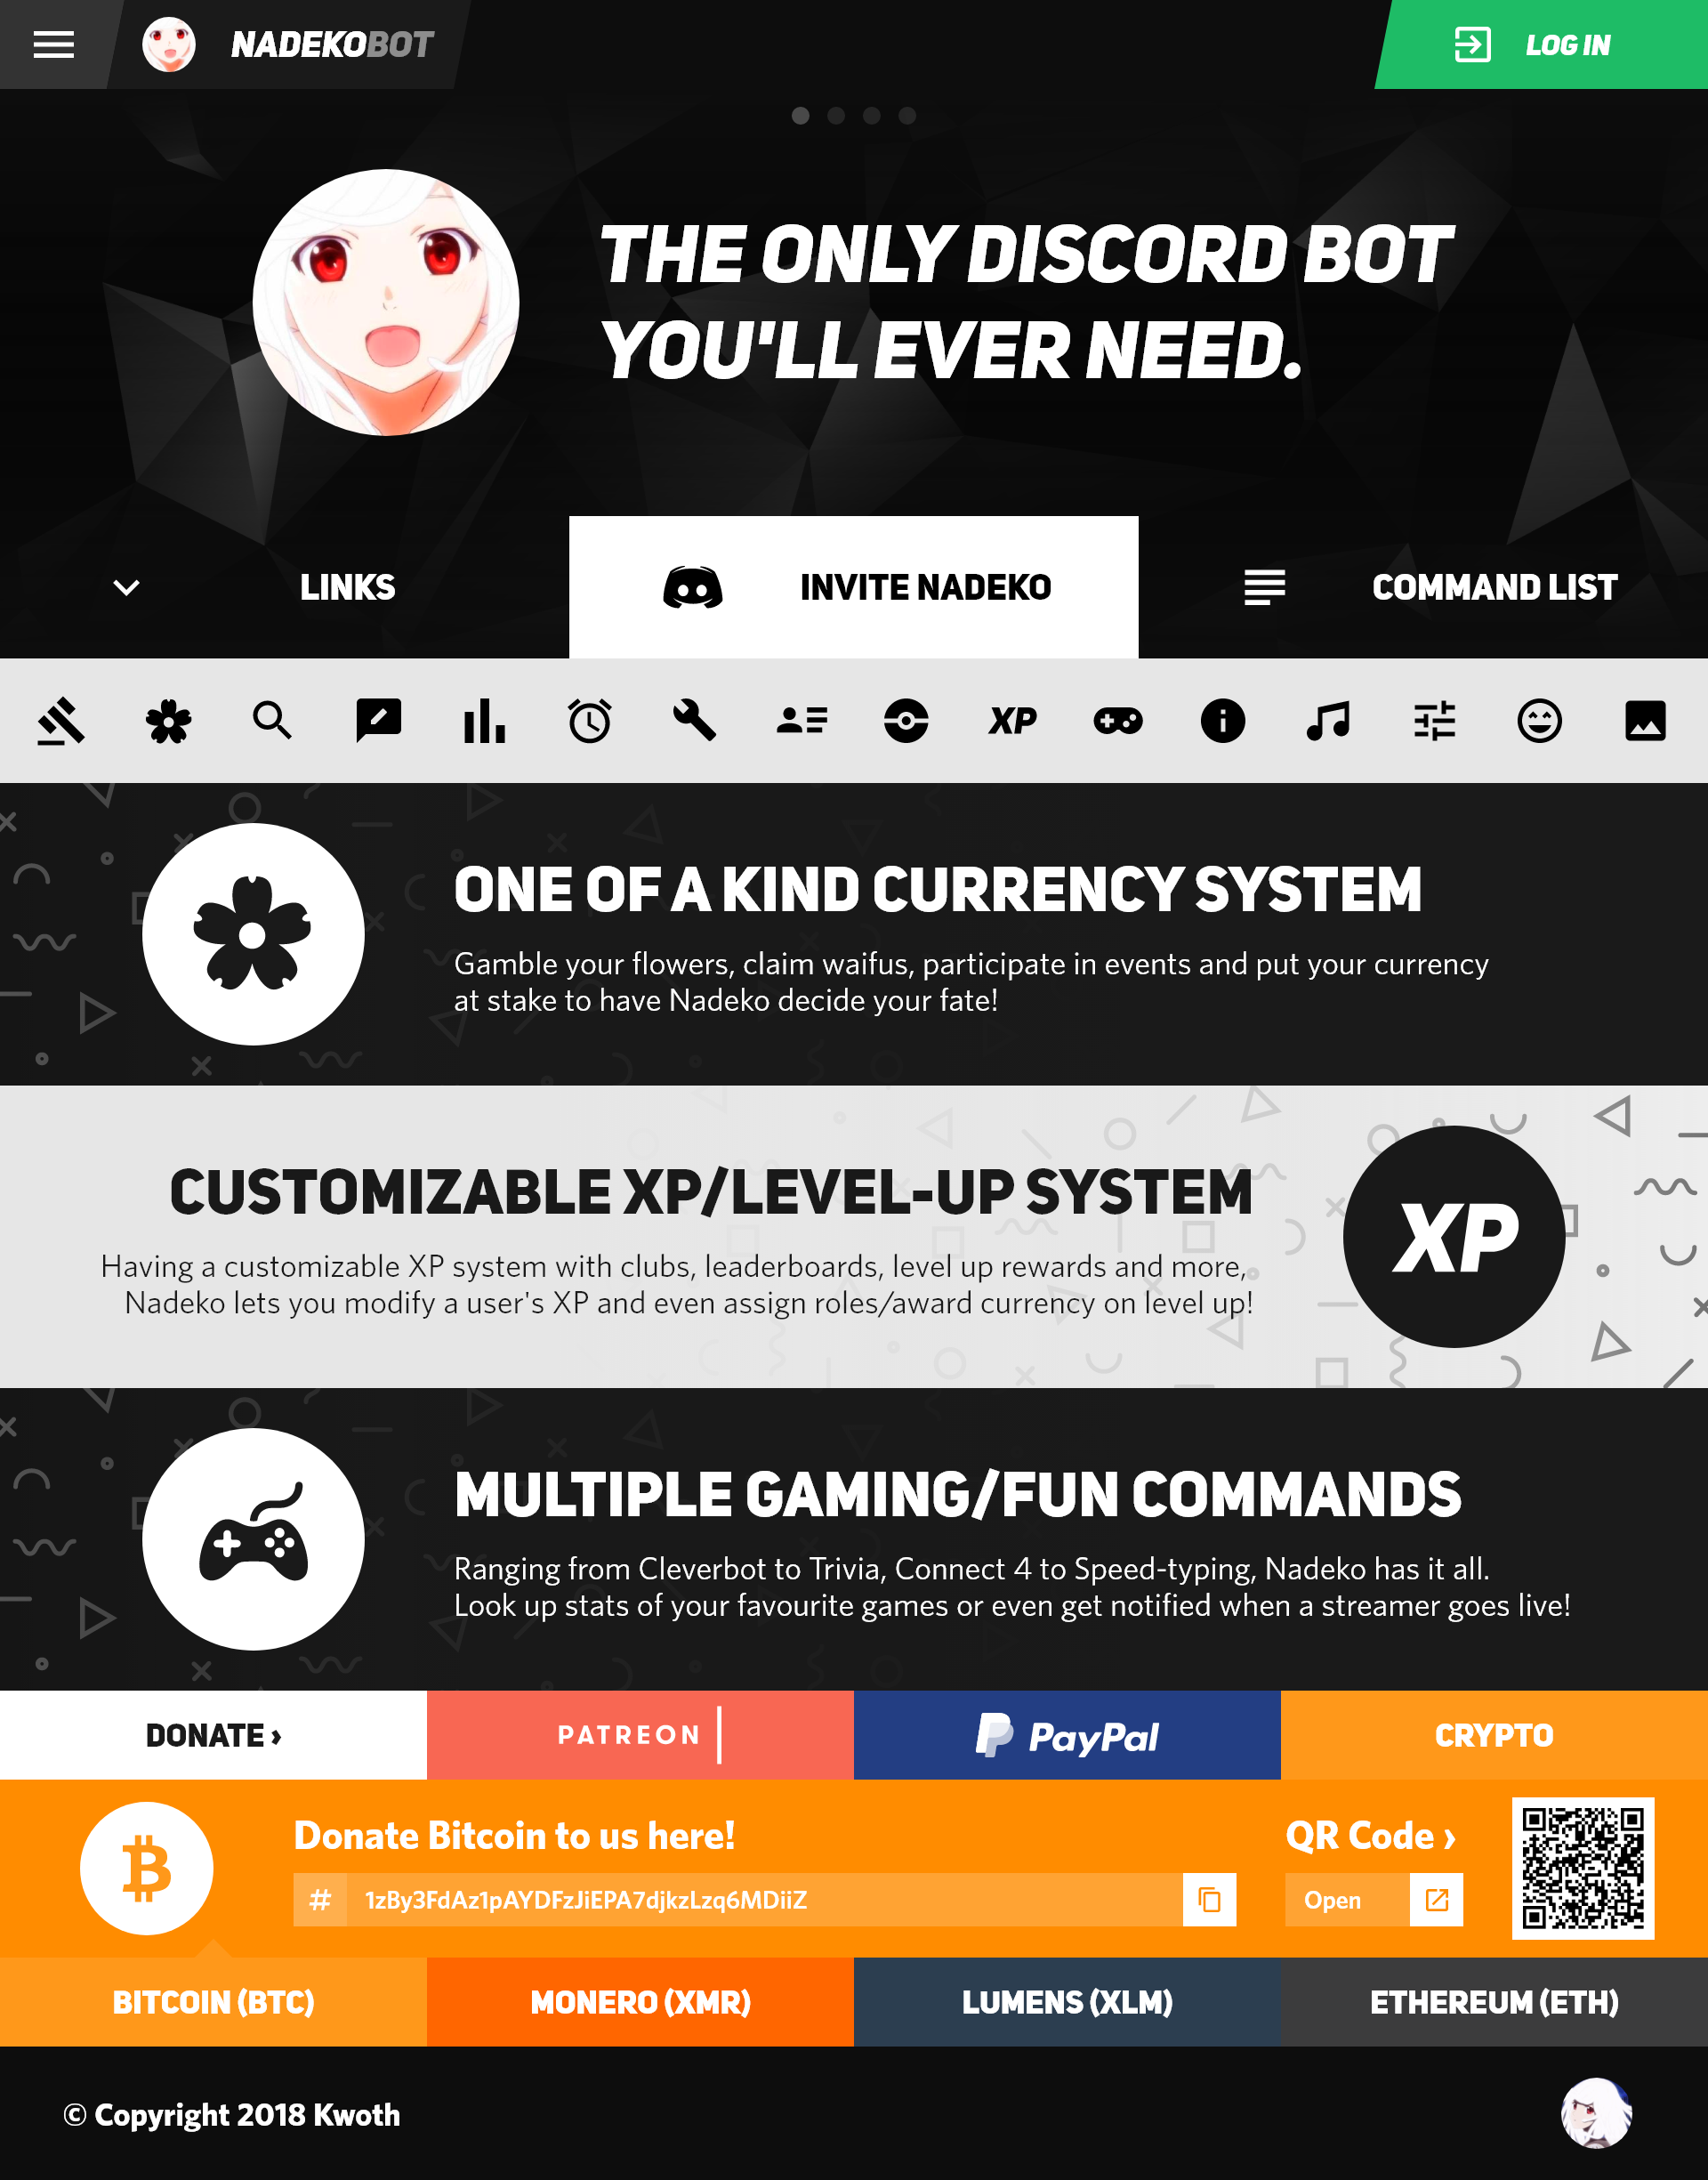 NADEKOBOT
LOG IN
THE ONLY DISCORD BOT
YOU'LL EVER NEED.
LINKS
INVITE NADEKO
COMMAND LIST
XP
ONE OF A KIND CURRENCY SYSTEM
Gamble your flowers, claim waifus, participate in events and put your currency
at stake to have Nadeko decide your fate!
CUSTOMIZABLE XP/LEVEL-UP SYSTEM
Having a customizable XP system with clubs, leaderboards, level up rewards and more,
Nadeko lets you modify a user's XP and even assign roles/award currency on level up!
XP
MULTIPLE GAMING/FUN COMMANDS
Ranging from Cleverbot to Trivia, Connect 4 to Speed-typing, Nadeko has it all.
Look up stats of your favourite games or even get notified when a streamer goes live!
DONATE ›
PATREON
PayPal
CRYPTO
Donate Bitcoin to us here!
# 1zBy3FdAz1pAYDFzJiEPA7djkzLzq6MDiiZ
QR Code ›
Open
BITCOIN (BTC)
MONERO (XMR)
LUMENS (XLM)
ETHEREUM (ETH)
© Copyright 2018 Kwoth